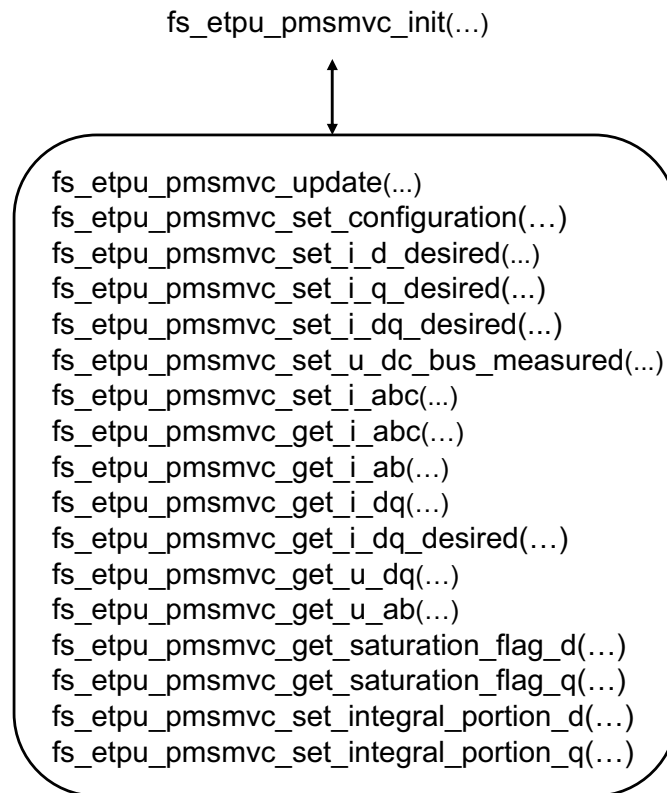 fs_etpu_pmsmvc_init(…)
fs_etpu_pmsmvc_update(...)
fs_etpu_pmsmvc_set_configuration(…)
fs_etpu_pmsmvc_set_i_d_desired(...)
fs_etpu_pmsmvc_set_i_q_desired(...)
fs_etpu_pmsmvc_set_i_dq_desired(...)
fs_etpu_pmsmvc_set_u_dc_bus_measured(...)
fs_etpu_pmsmvc_set_i_abc(...)
fs_etpu_pmsmvc_get_i_abc(…)
fs_etpu_pmsmvc_get_i_ab(…)
fs_etpu_pmsmvc_get_i_dq(…)
fs_etpu_pmsmvc_get_i_dq_desired(…)
fs_etpu_pmsmvc_get_u_dq(…)
fs_etpu_pmsmvc_get_u_ab(…)
fs_etpu_pmsmvc_get_saturation_flag_d(…)
fs_etpu_pmsmvc_get_saturation_flag_q(…)
fs_etpu_pmsmvc_set_integral_portion_d(…)
fs_etpu_pmsmvc_set_integral_portion_q(…)